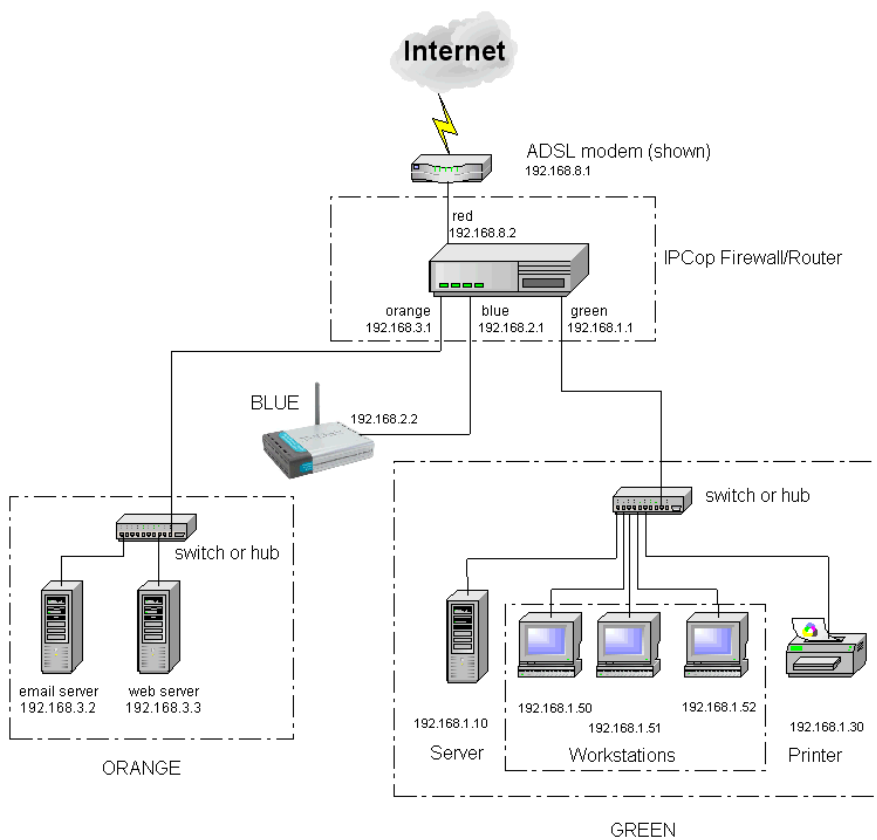 Internet
ADSL modem (shown)
192.168.8.1
red
192.168.8.2
IPCop Firewall/Router
orange
192.168.3.1
blue
192.168.2.1
green
192.168.1.1
BLUE
192.168.2.2
switch or hub
switch or hub
email server
192.168.3.2
web server
192.168.3.3
ORANGE
192.168.1.10
Server
192.168.1.50
192.168.1.51
192.168.1.52
Workstations
192.168.1.30
Printer
GREEN